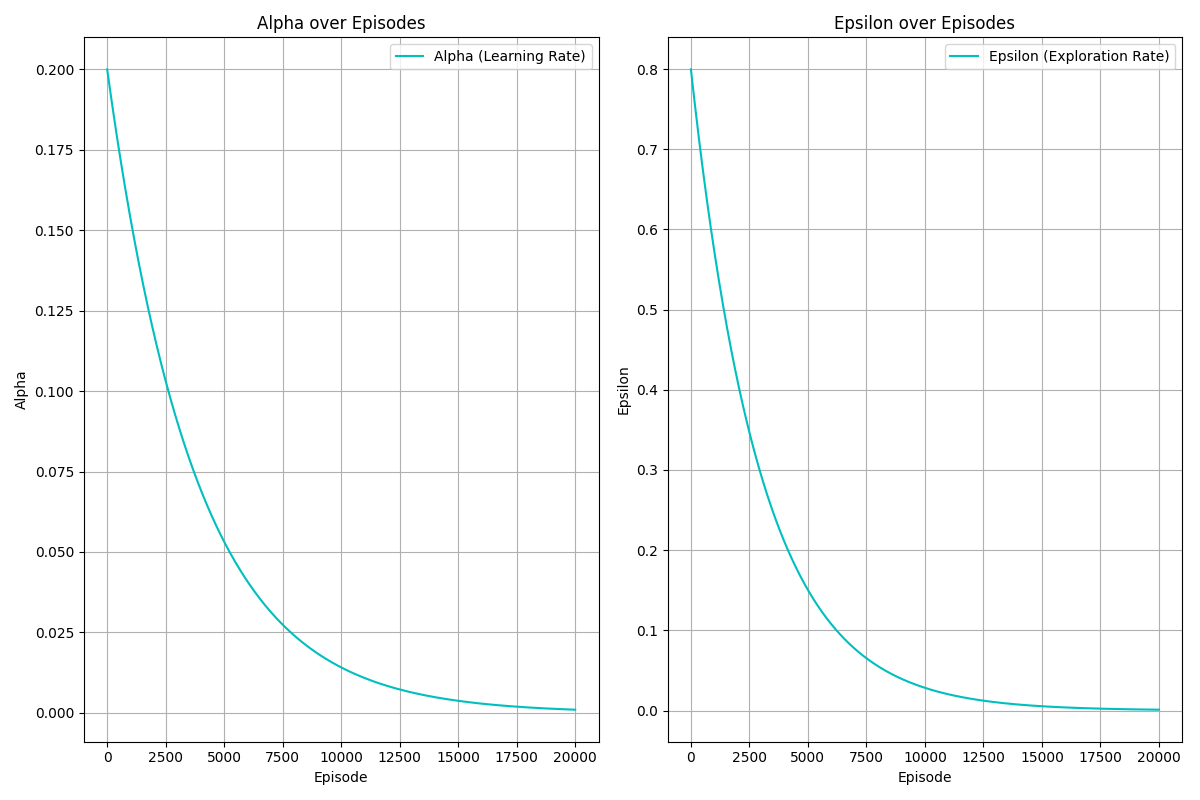 Alpha over Episodes
Alpha (Learning Rate)
0.200
0.175
0.150
0.125
0.100
0.075
0.050
0.025
0.000
Alpha
0 2500 5000 7500 10000 12500 15000 17500 20000
Episode
Epsilon over Episodes
Epsilon (Exploration Rate)
0.8
0.7
0.6
0.5
0.4
0.3
0.2
0.1
0.0
Epsilon
0 2500 5000 7500 10000 12500 15000 17500 20000
Episode